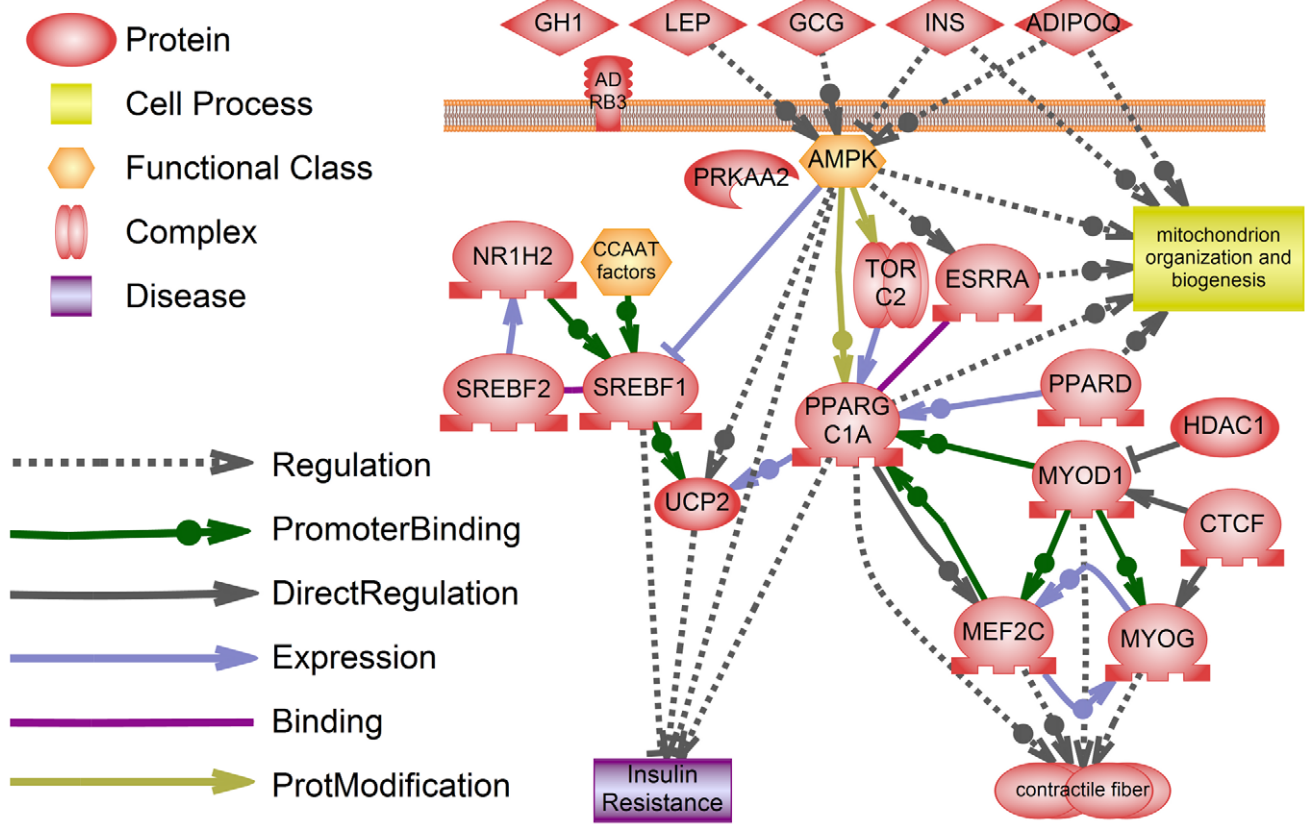 Protein
Cell Process
Functional Class
Complex
Disease
Regulation
PromoterBinding
DirectRegulation
Expression
Binding
ProtModification
GH1
LEP
GCG
INS
ADIPOQ
AD
RB3
AMPK
PRKAA2
NR1H2
CCAAT
factors
TOR
C2
ESRRA
mitochondrion
organization and
biogenesis
SREBF2
SREBF1
PPARG
C1A
PPARD
HDAC1
UCP2
MYOD1
CTCF
MEF2C
MYOG
Insulin
Resistance
contractile fiber